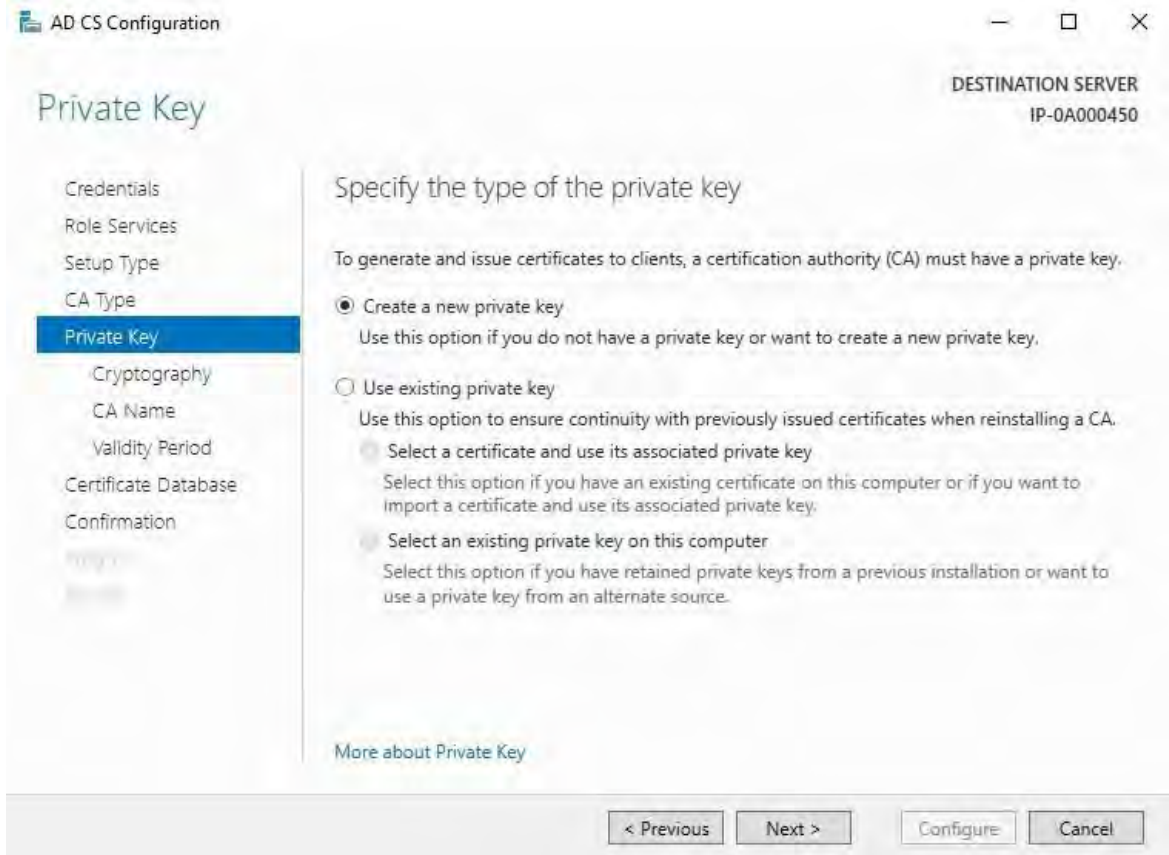 AD CS Configuration
DESTINATION SERVER
IP-0A000450
Private Key
Credentials
Role Services
Setup Type
CA Type
Private Key
Cryptography
CA Name
Validity Period
Certificate Database
Confirmation
Specify the type of the private key
To generate and issue certificates to clients, a certification authority (CA) must have a private key.
Create a new private key
Use this option if you do not have a private key or want to create a new private key.
Use existing private key
Use this option to ensure continuity with previously issued certificates when reinstalling a CA.
Select a certificate and use its associated private key
Select this option if you have an existing certificate on this computer or if you want to
import a certificate and use its associated private key.
Select an existing private key on this computer
Select this option if you have retained private keys from a previous installation or want to
use a private key from an alternate source.
More about Private Key
< Previous
Next >
Configure
Cancel